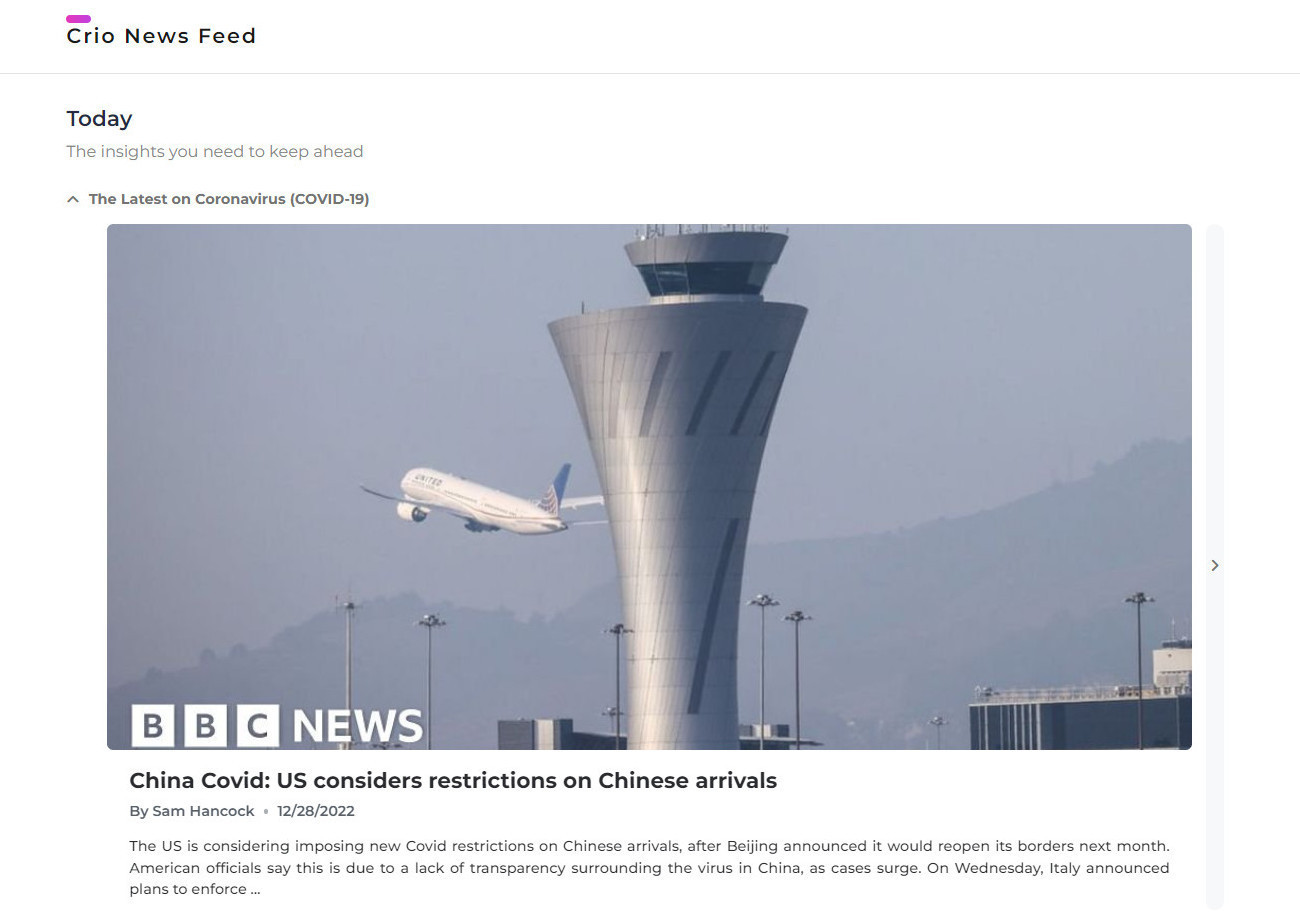 Crio News Feed
Today
The insights you need to keep ahead
The Latest on Coronavirus (COVID-19)
UNITED
BBC NEWS
China Covid: US considers restrictions on Chinese arrivals
By Sam Hancock • 12/28/2022
The US is considering imposing new Covid restrictions on Chinese arrivals, after Beijing announced it would reopen its borders next month.
American officials say this is due to a lack of transparency surrounding the virus in China, as cases surge. On Wednesday, Italy announced
plans to enforce ...